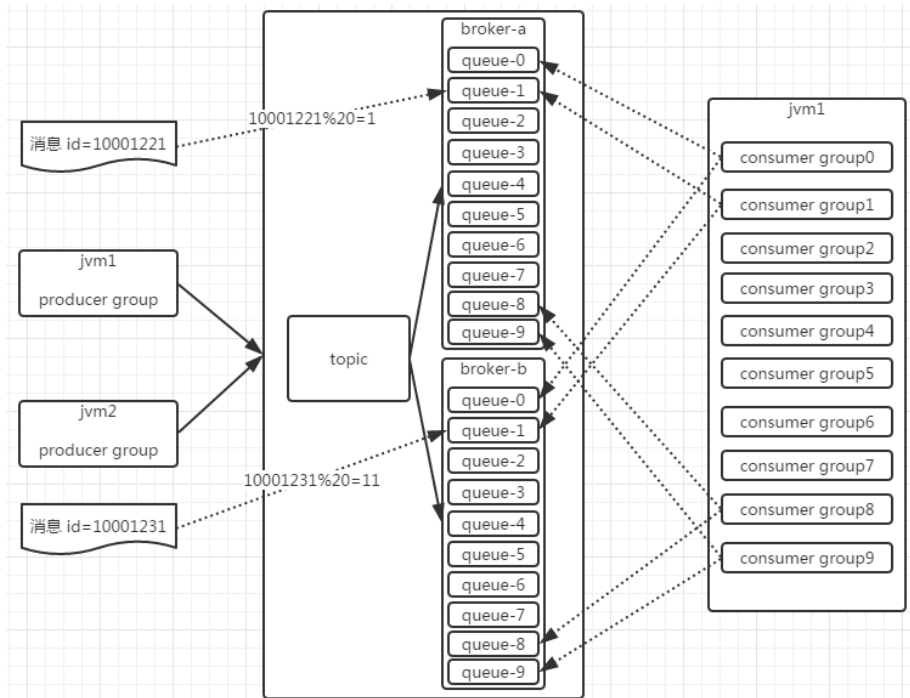 消息 id=10001221
10001221%20=1
jvm1
producer group
jvm2
producer group
消息 id=10001231
10001231%20=11
topic
broker-a
queue-0
queue-1
queue-2
queue-3
queue-4
queue-5
queue-6
queue-7
queue-8
queue-9
broker-b
queue-0
queue-1
queue-2
queue-3
queue-4
queue-5
queue-6
queue-7
queue-8
queue-9
jvm1
consumer group0
consumer group1
consumer group2
consumer group3
consumer group4
consumer group5
consumer group6
consumer group7
consumer group8
consumer group9